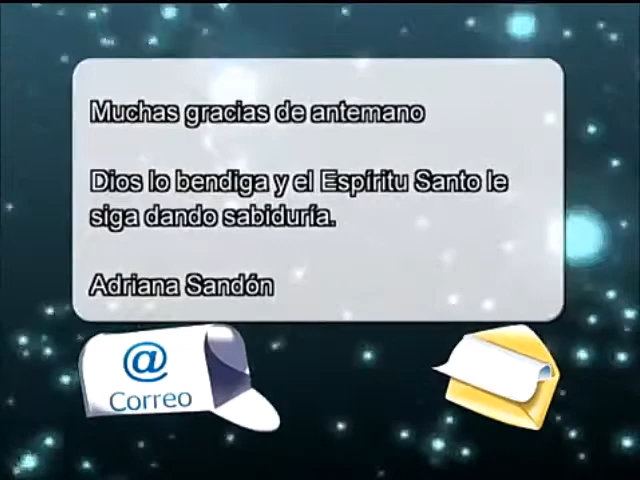 Muchas gracias de antemano
Dios lo bendiga y el Espíritu Santo le
siga dando sabiduría.
Adriana Sandón
@
Correo